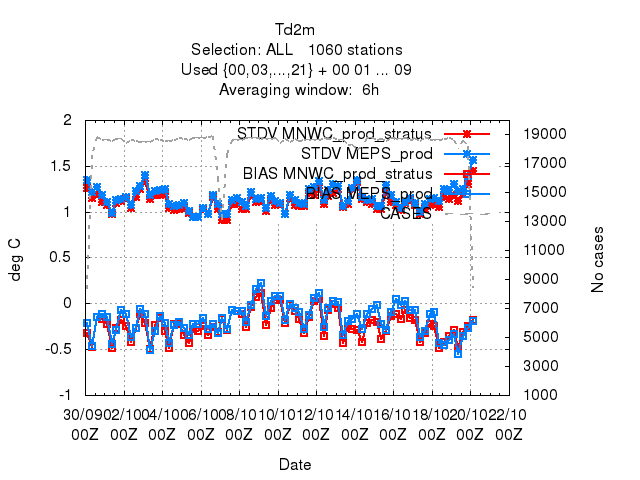 Td2m
Selection: ALL   1060 stations
Used {00,03,...,21} + 00 01 ... 09
Averaging window:  6h
STDV MNWC_prod_stratus
STDV MEPS_prod
BIAS MNWC_prod_stratus
BIAS MEPS_prod
CASES
deg C
2
1.5
1
0.5
0
-0.5
-1
No cases
19000
17000
15000
13000
11000
9000
7000
5000
3000
1000
30/09 02/10 04/10 06/10 08/10 10/10 12/10 14/10 16/10 18/10 20/10 22/10
00Z 00Z 00Z 00Z 00Z 00Z 00Z 00Z 00Z 00Z 00Z 00Z
Date